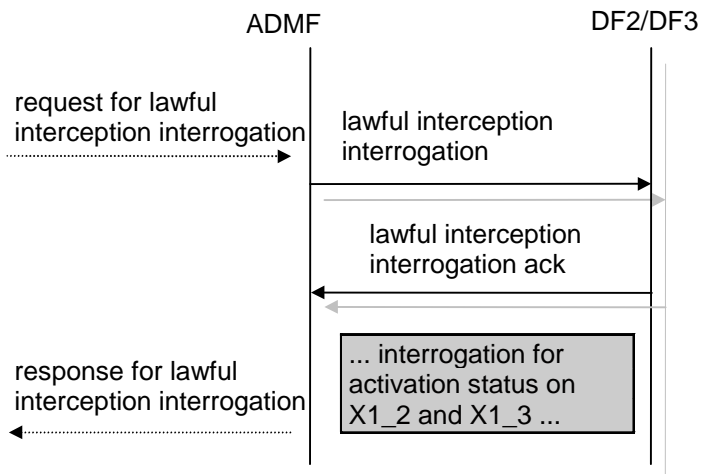 ADMF
DF2/DF3
request for lawful
interception interrogation
lawful interception
interrogation
lawful interception
interrogation ack
... interrogation for
activation status on
X1_2 and X1_3 ...
response for lawful
interception interrogation